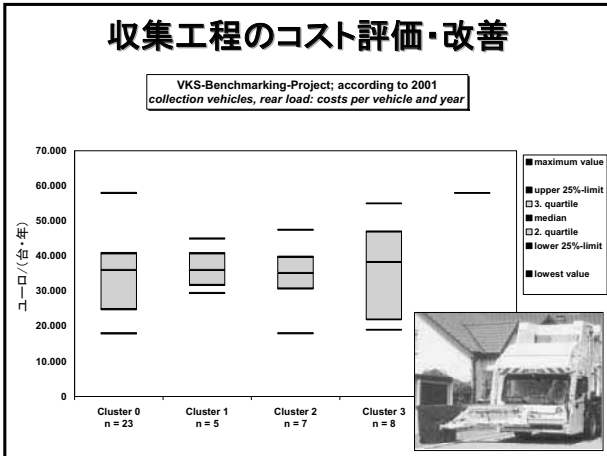 収集工程のコスト評価・改善
VKS-Benchmarking-Project; according to 2001
collection vehicles, rear load: costs per vehicle and year
ユーロ/(台・年)
70.000
60.000
50.000
40.000
30.000
20.000
10.000
0
Cluster 0
n = 23
Cluster 1
n = 5
Cluster 2
n = 7
Cluster 3
n = 8
maximum value
upper 25%-limit
3. quartile
median
2. quartile
lower 25%-limit
lowest value